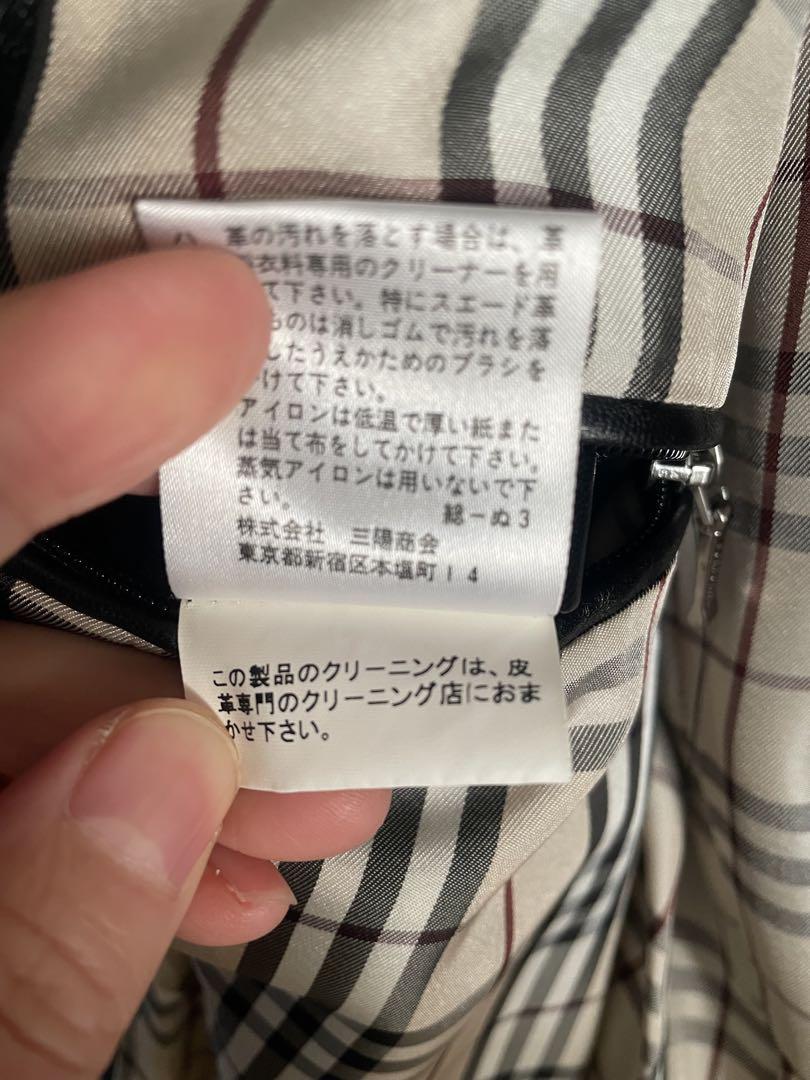 革の汚れを落とす場合は、革
衣料専用のクリーナーを用
て下さい。特にスエード革
ものは消しゴムで汚れを落
したうえかためのブラシを
けて下さい。
アイロンは低温で厚い紙また
は当て布をしてかけて下さい。
蒸気アイロンは用いないで下
さい。 総ーぬ3
株式会社 三陽商会
東京都新宿区本塩町14
この製品のクリーニングは、皮
革専門のクリーニング店におま
かせ下さい。